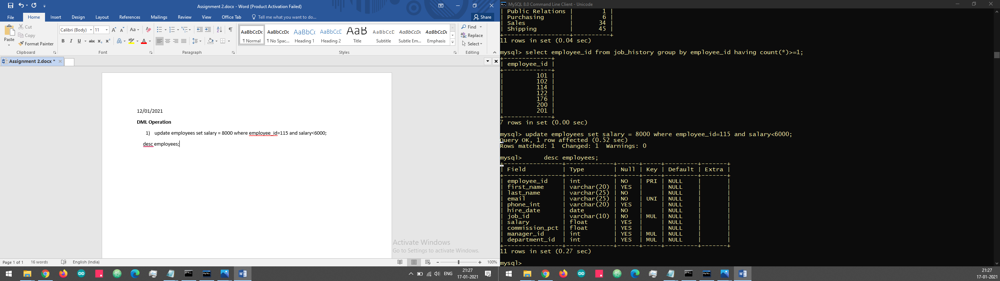 Assignment 2.docx - Word (Product Activation Failed)
File Home Insert Design Layout References Mailings Review View Office Tab Tell me what you want to do... Share
Paste
Cut
Copy
Format Painter
Clipboard
Calibri (Body) 11
Font
Paragraph
AaBbCcDc AaBbCcDc AaBbCc AaBbCcD AaB AaBbCcD AaBbCcDc AaBbCcDc
¶ Normal ¶ No Spac... Heading 1 Heading 2 Title Subtitle Subtle Em... Emphasis
Styles
Find
Replace
Select
Editing
Assignment 2.docx *
12/01/2021
DML Operation
1) update employees set salary = 8000 where employee_id=115 and salary<6000;
desc employees;
Activate Windows
Go to Settings to activate Windows.
Page 1 of 1 16 words English (India) 100%
ENG 21:27
17-01-2021
MySQL 8.0 Command Line Client - Unicode
| Public Relations | 1 |
| Purchasing | 6 |
| Sales | 34 |
| Shipping | 45 |
+------------------+----------+
11 rows in set (0.04 sec)
mysql> select employee_id from job_history group by employee_id having count(*)>=1;
+-------------+
| employee_id |
+-------------+
| 101 |
| 102 |
| 114 |
| 122 |
| 176 |
| 200 |
| 201 |
+-------------+
7 rows in set (0.00 sec)
mysql> update employees set salary = 8000 where employee_id=115 and salary<6000;
Query OK, 1 row affected (0.52 sec)
Rows matched: 1 Changed: 1 Warnings: 0
mysql> desc employees;
+----------------+-------------+------+-----+---------+-------+
| Field | Type | Null | Key | Default | Extra |
+----------------+-------------+------+-----+---------+-------+
| employee_id | int | NO | PRI | NULL | |
| first_name | varchar(20) | YES | | NULL | |
| last_name | varchar(25) | NO | | NULL | |
| email | varchar(25) | NO | UNI | NULL | |
| phone_int | varchar(20) | YES | | NULL | |
| hire_date | date | NO | | NULL | |
| job_id | varchar(10) | NO | MUL | NULL | |
| salary | float | YES | | NULL | |
| commission_pct | float | YES | | NULL | |
| manager_id | int | YES | MUL | NULL | |
| department_id | int | YES | MUL | NULL | |
+----------------+-------------+------+-----+---------+-------+
11 rows in set (0.27 sec)
mysql>
21:27
17-01-2021